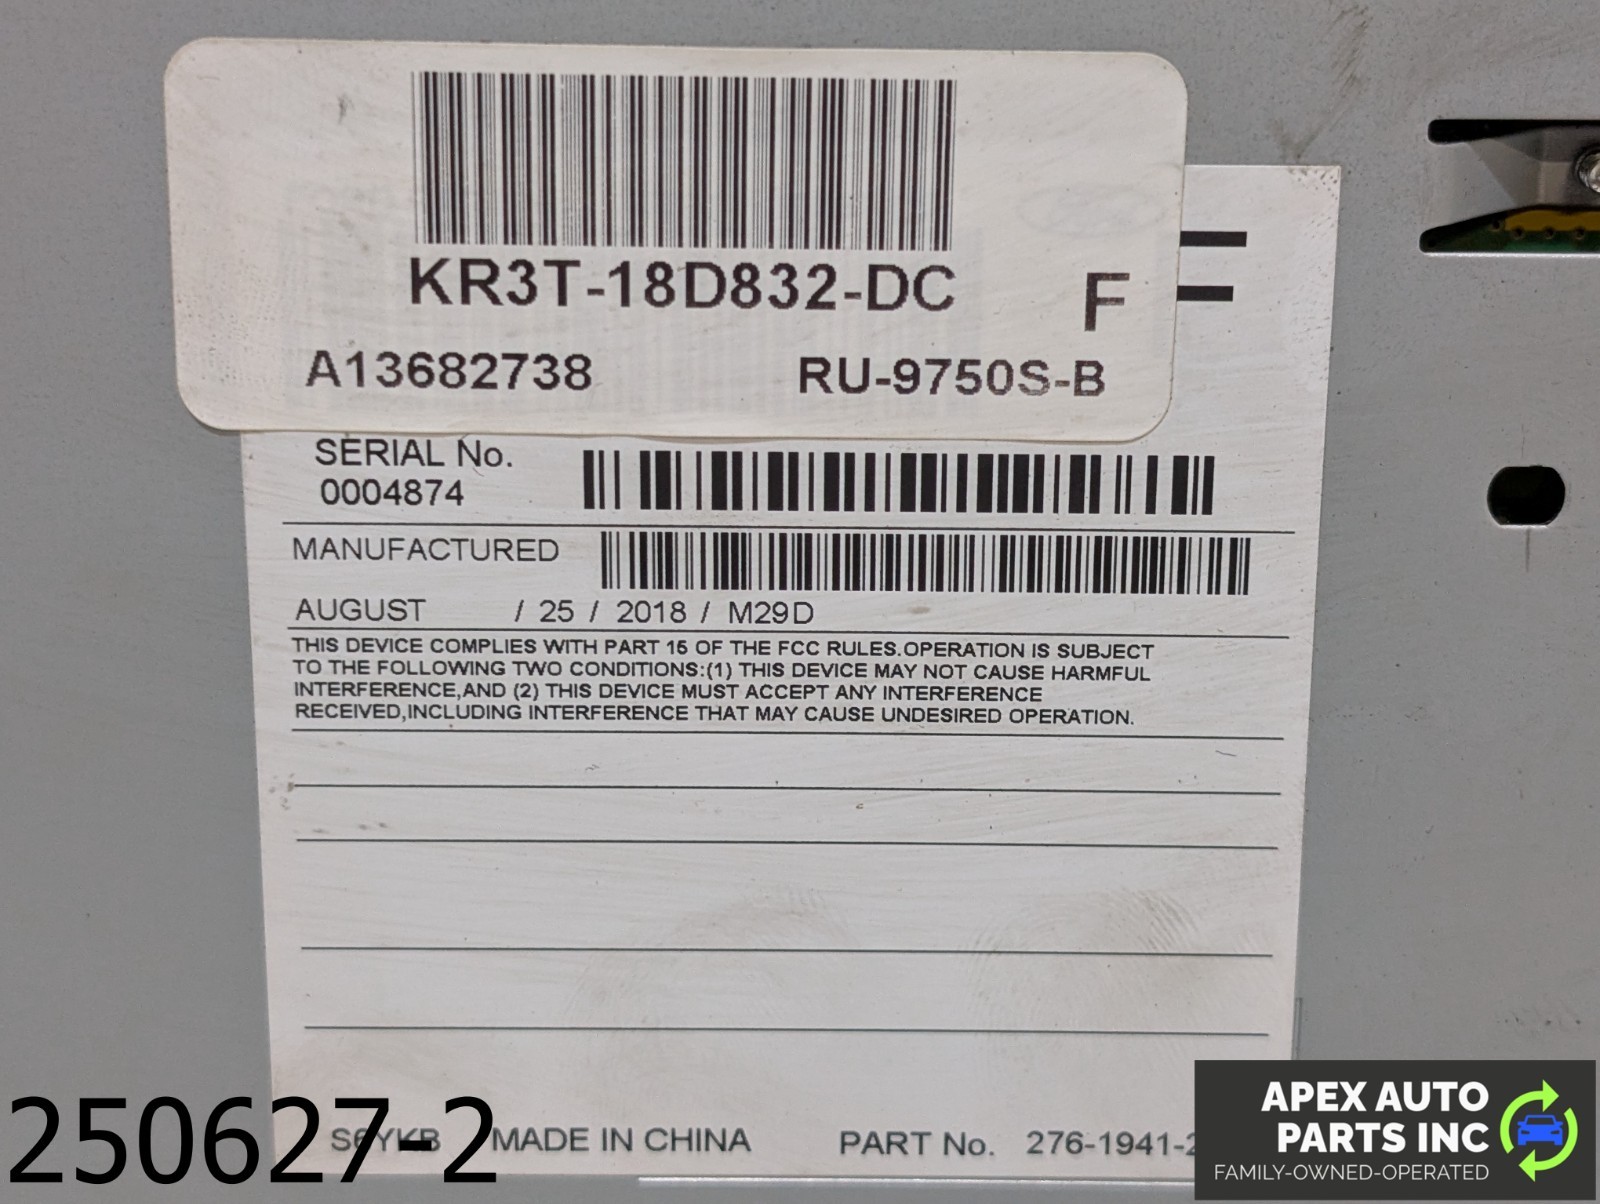 KR3T-18D832-DC F
A13682738 RU-9750S-B
SERIAL No.
0004874
MANUFACTURED
AUGUST / 25 / 2018 / M29D
THIS DEVICE COMPLIES WITH PART 15 OF THE FCC RULES.OPERATION IS SUBJECT
TO THE FOLLOWING TWO CONDITIONS:(1) THIS DEVICE MAY NOT CAUSE HARMFUL
INTERFERENCE,AND (2) THIS DEVICE MUST ACCEPT ANY INTERFERENCE
RECEIVED,INCLUDING INTERFERENCE THAT MAY CAUSE UNDESIRED OPERATION.
MADE IN CHINA PART No. 276-1941-2
250627-2
APEX AUTO
PARTS INC
FAMILY-OWNED-OPERATED